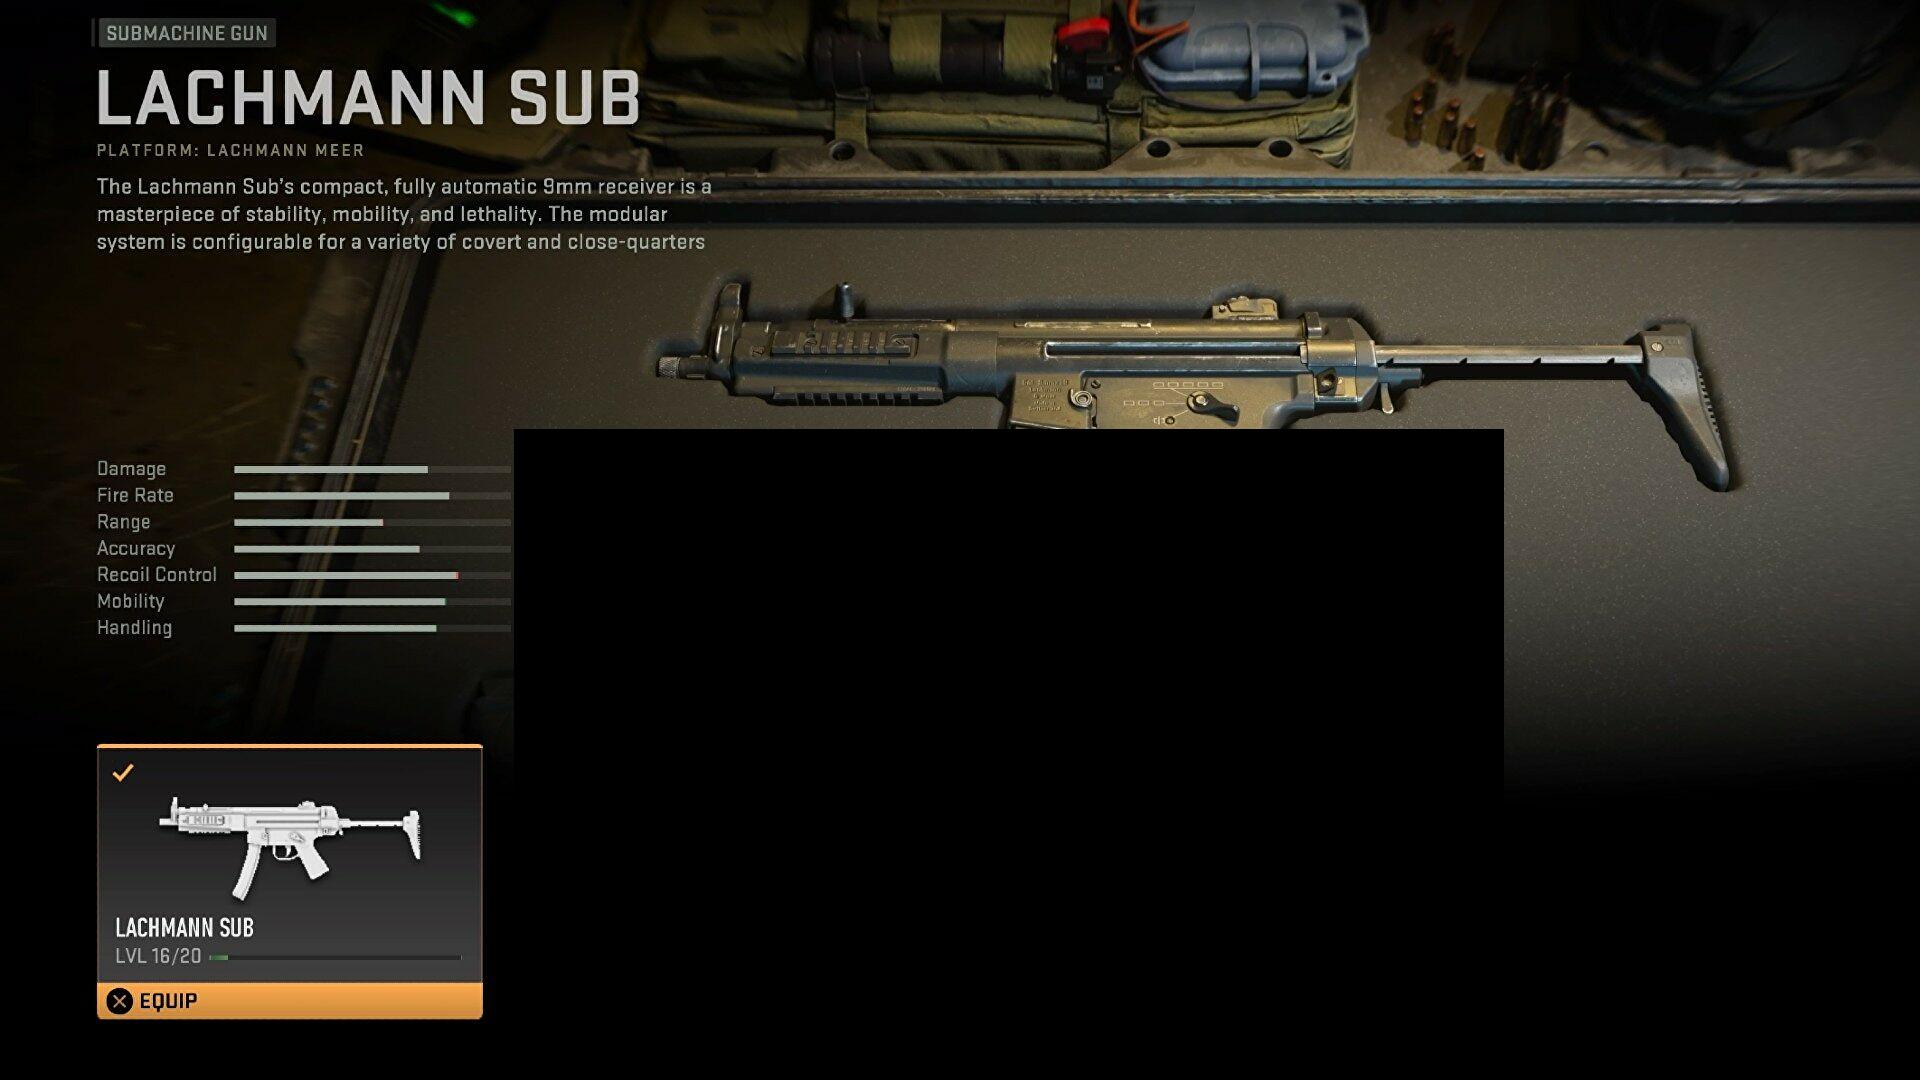 SUBMACHINE GUN
LACHMANN SUB
PLATFORM: LACHMANN MEER
The Lachmann Sub's compact, fully automatic 9mm receiver is a
masterpiece of stability, mobility, and lethality. The modular
system is configurable for a variety of covert and close-quarters
Damage
Fire Rate
Range
Accuracy
Recoil Control
Mobility
Handling
LACHMANN SUB
LVL 16/20
EQUIP